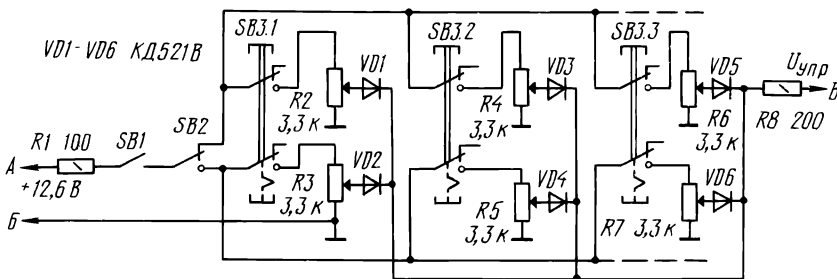 VD1-VD6 КД521В
SB3.1
SB3.2
SB3.3
VD1
VD3
VD5
Uупр
В
R2
3,3 к
R4
3,3 к
R6
3,3 к
R8 200
R1 100
SB1
SB2
А
+12,6 В
R3
3,3 к
VD2
R5
3,3 к
VD4
R7 3,3 к
VD6
Б